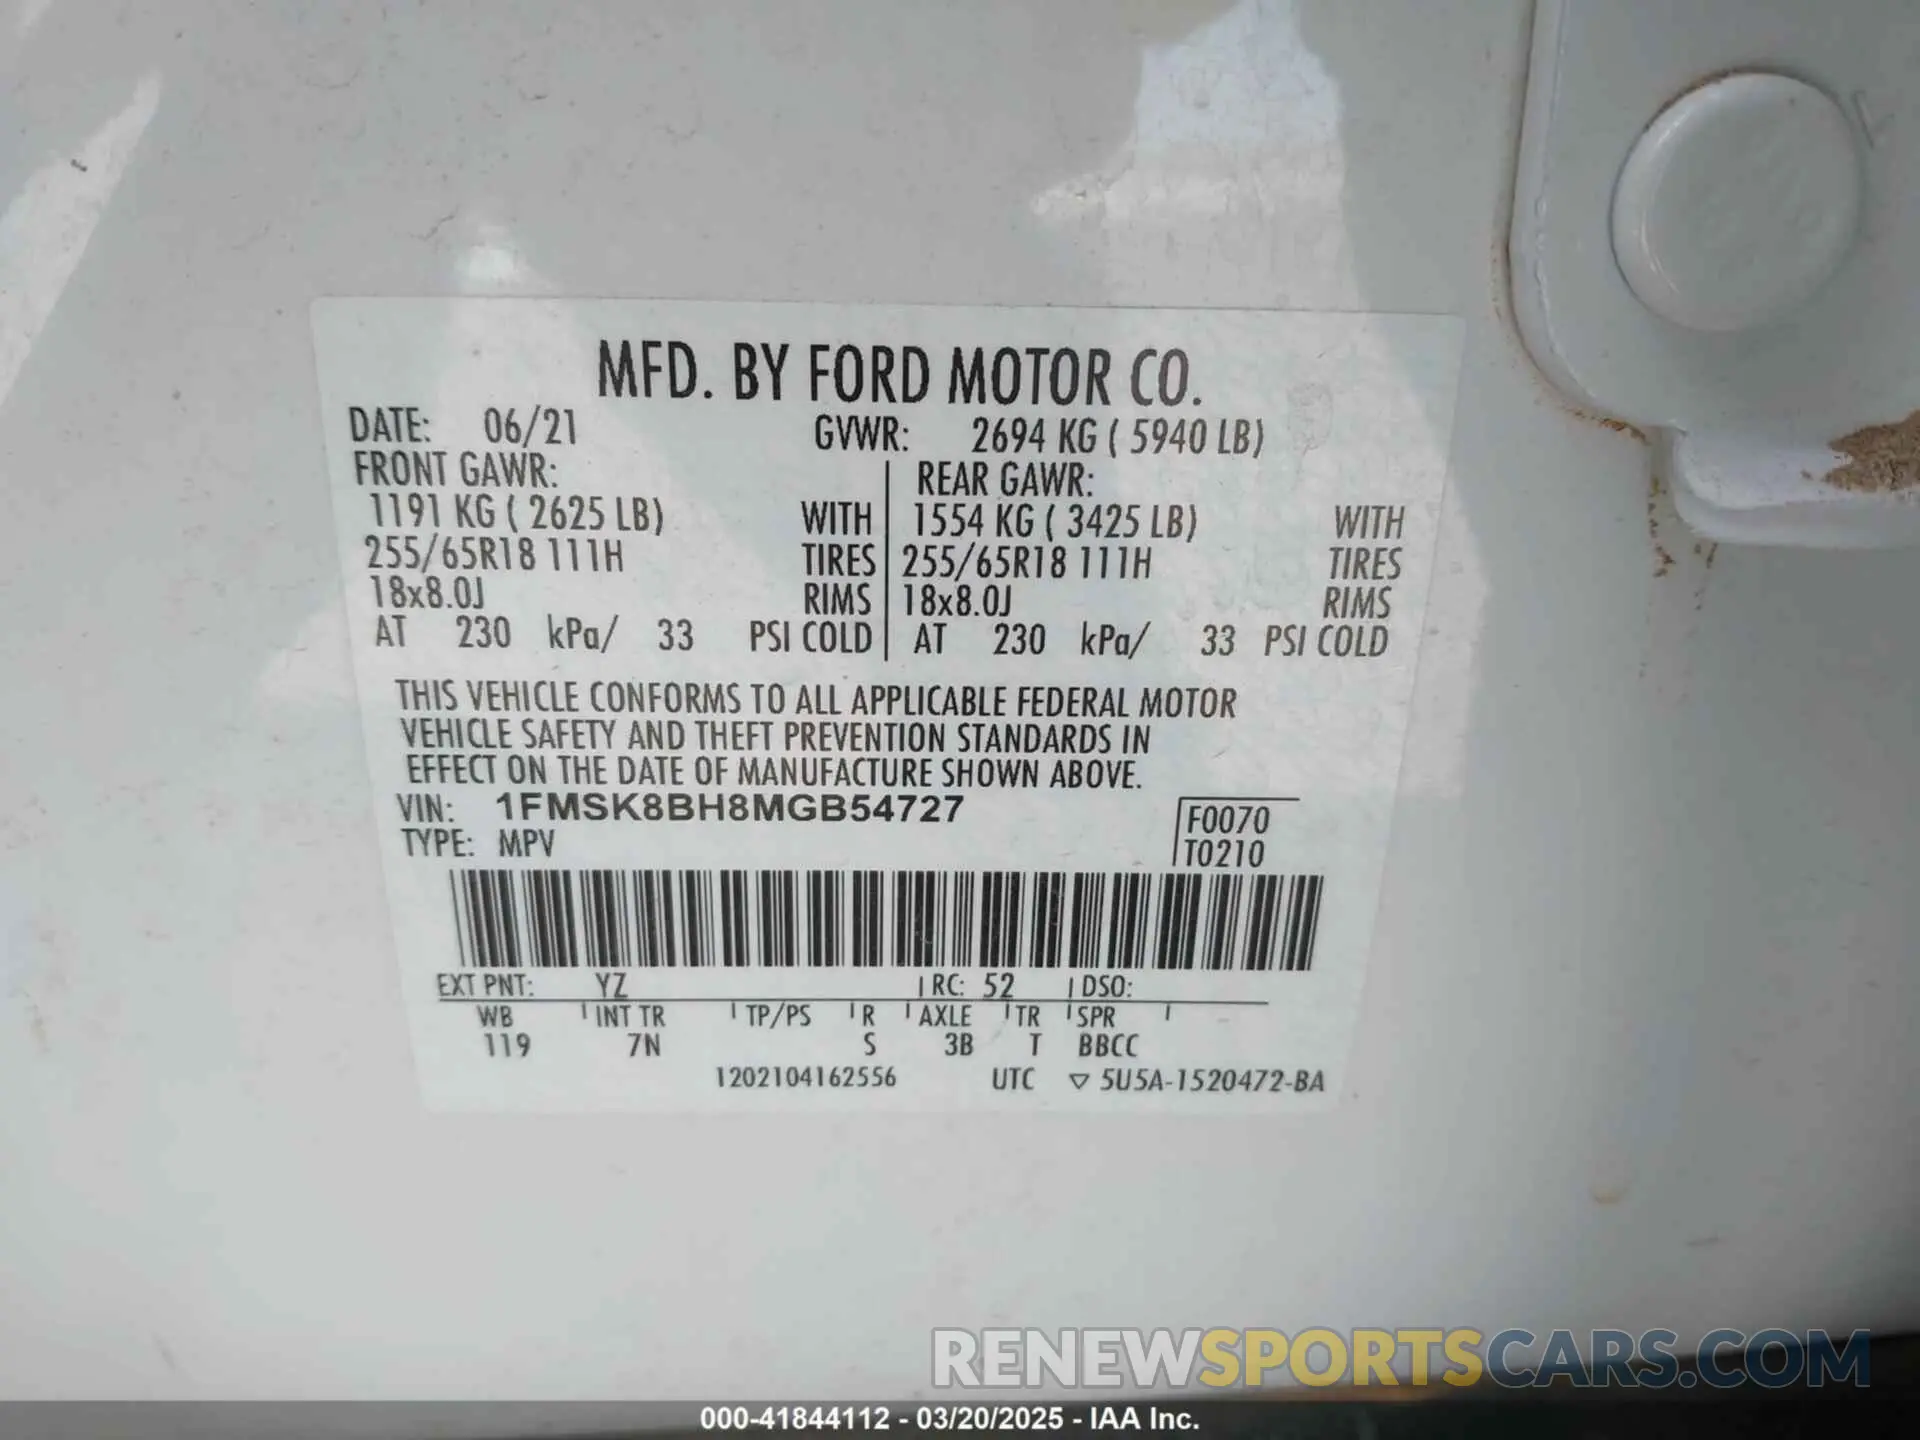 MFD. BY FORD MOTOR CO.
DATE: 06/21 GVWR: 2694 KG ( 5940 LB)
FRONT GAWR: REAR GAWR:
1191 KG ( 2625 LB) WITH 1554 KG ( 3425 LB) WITH
255/65R18 111H TIRES 255/65R18 111H TIRES
18x8.0J RIMS 18x8.0J RIMS
AT 230 kPa/ 33 PSI COLD AT 230 kPa/ 33 PSI COLD
THIS VEHICLE CONFORMS TO ALL APPLICABLE FEDERAL MOTOR
VEHICLE SAFETY AND THEFT PREVENTION STANDARDS IN
EFFECT ON THE DATE OF MANUFACTURE SHOWN ABOVE.
VIN: 1FMSK8BH8MGB54727 F0070
TYPE: MPV T0210
EXT PNT: YZ RC: 52 DSO:
WB INT TR TP/PS R AXLE TR SPR
119 7N S 3B T BBCC
1202104162556 UTC ▽ 5U5A-1520472-BA
RENEWSPORTSCARS.COM
000-41844112 - 03/20/2025 - IAA Inc.